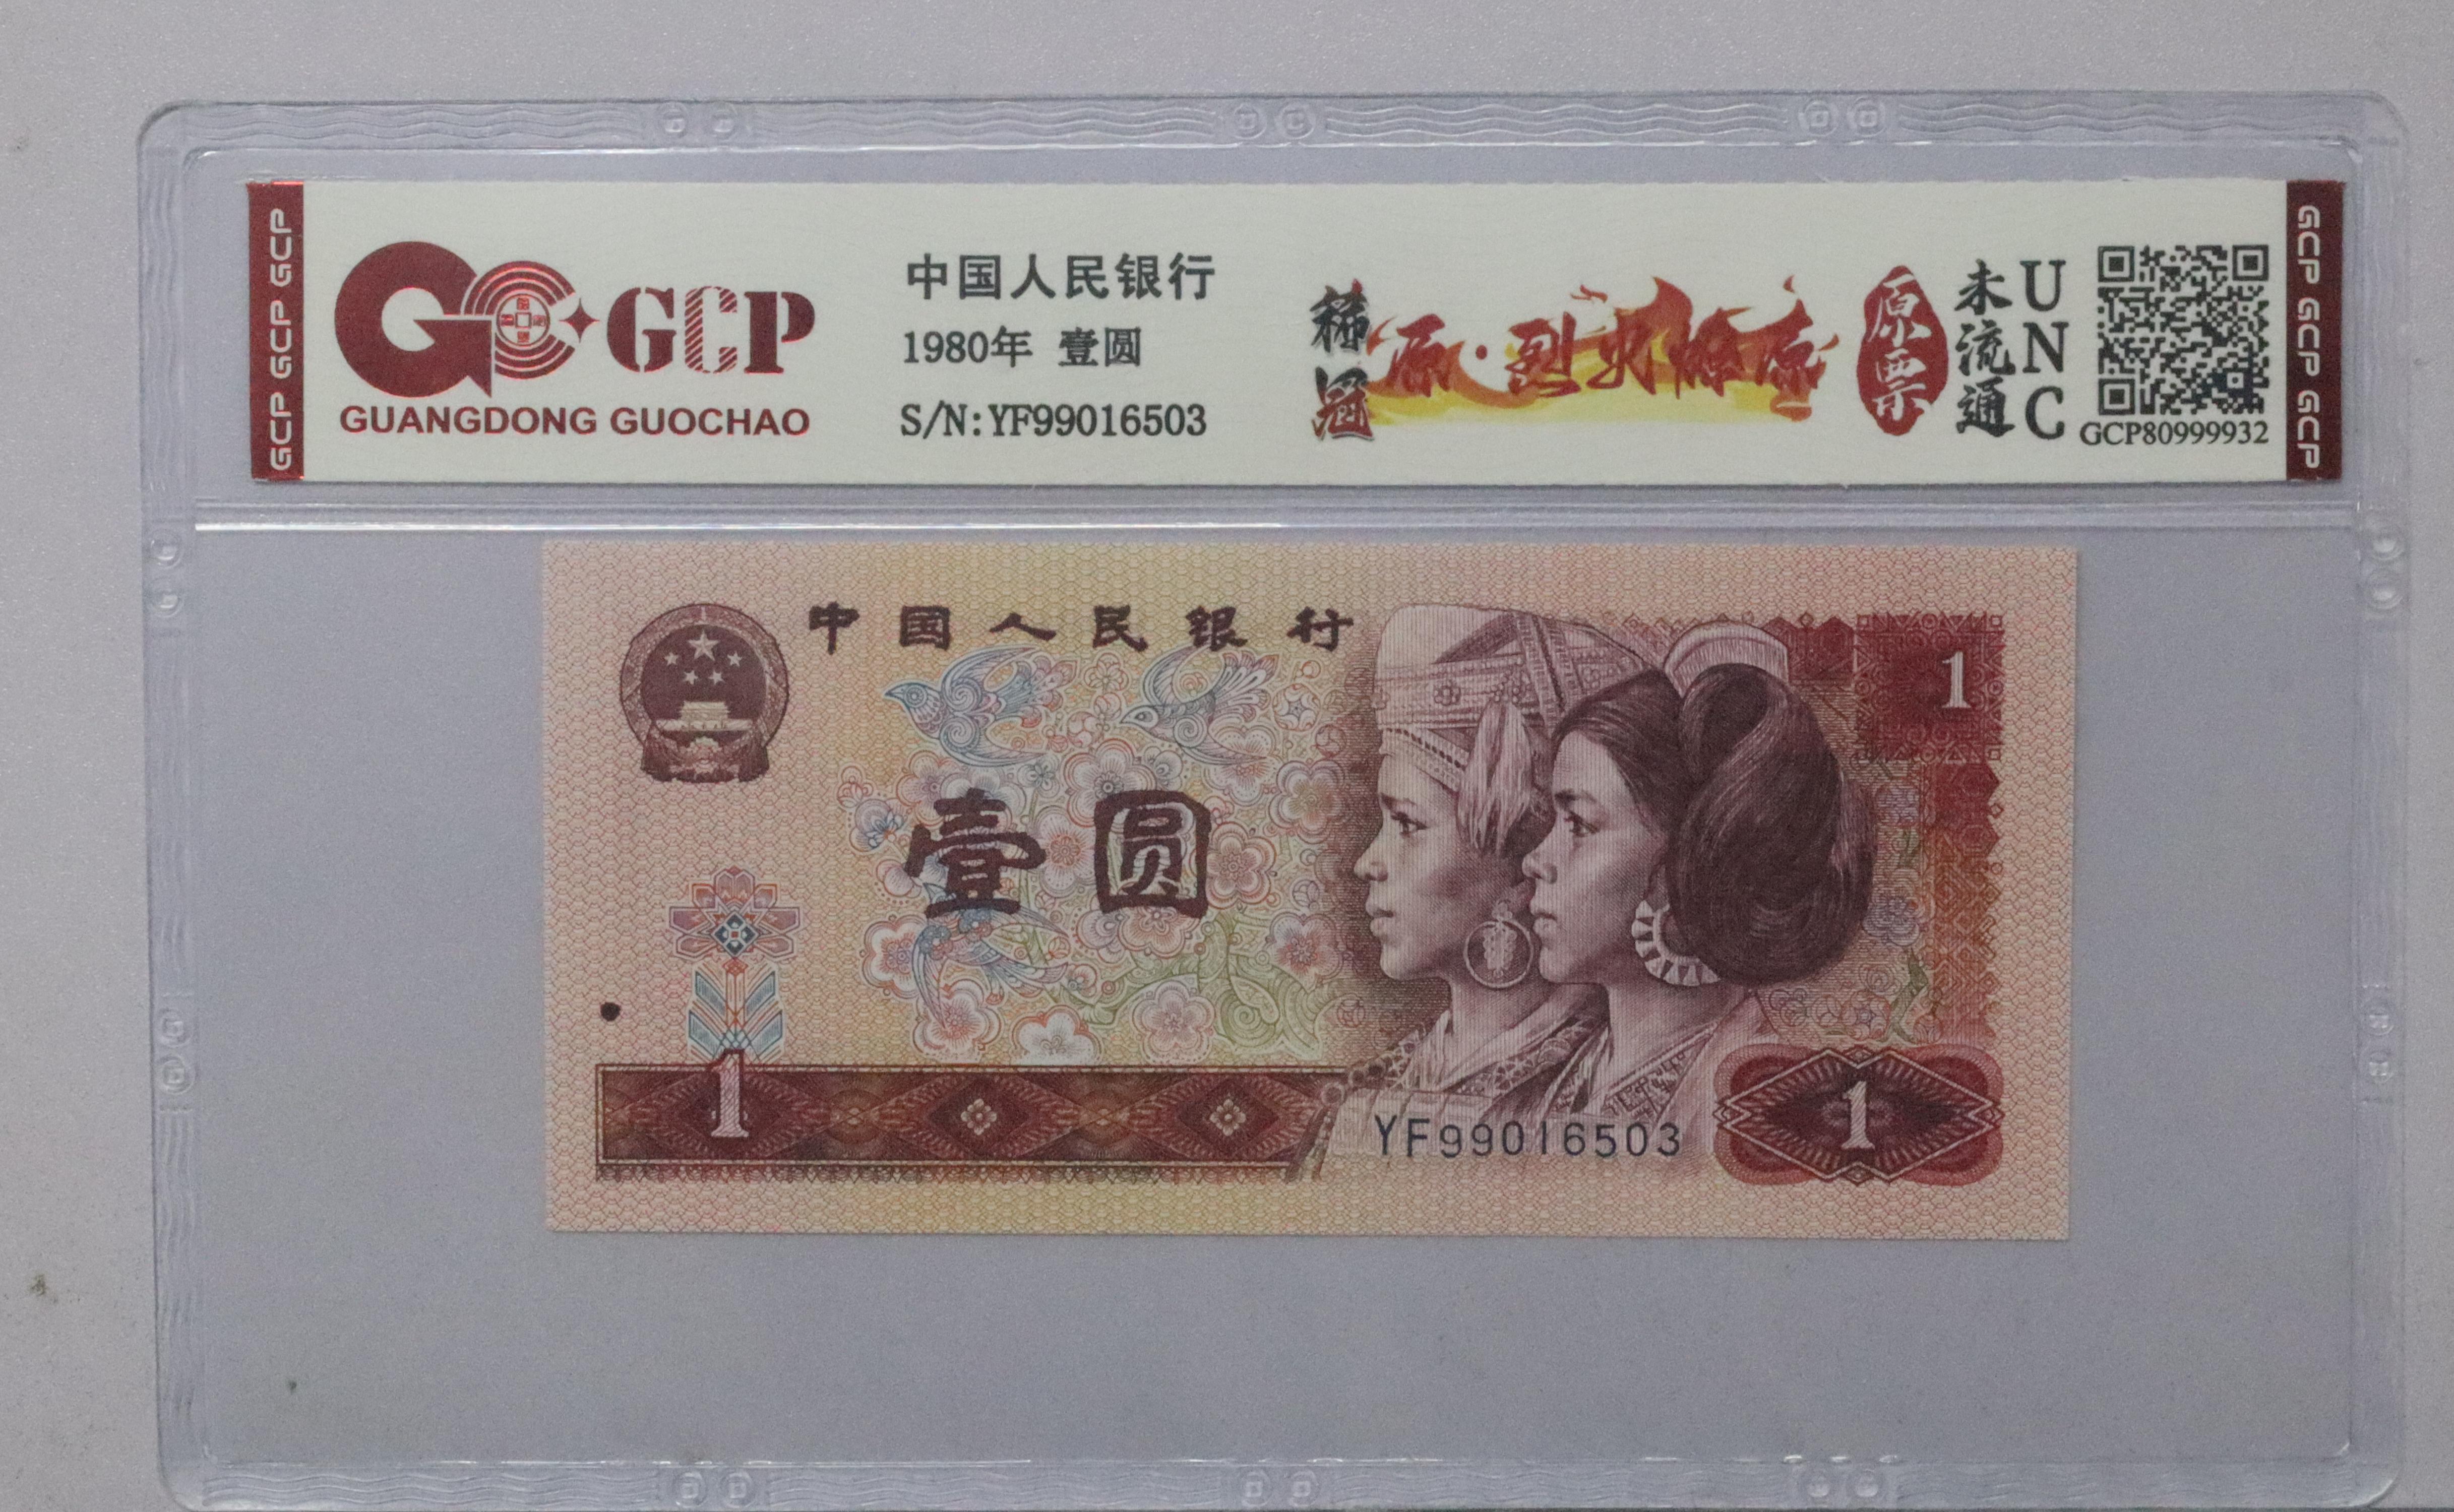 GCP GCP GCP
GCP
GUANGDONG GUOCHAO
中国人民银行
1980年 壹圆
S/N:YF99016503
稀冠
原·烈火燎原
原票
未流通
UNC
GCP80999932
GCP GCP GCP
中国人民银行
1
壹圆
1
YF99016503
1